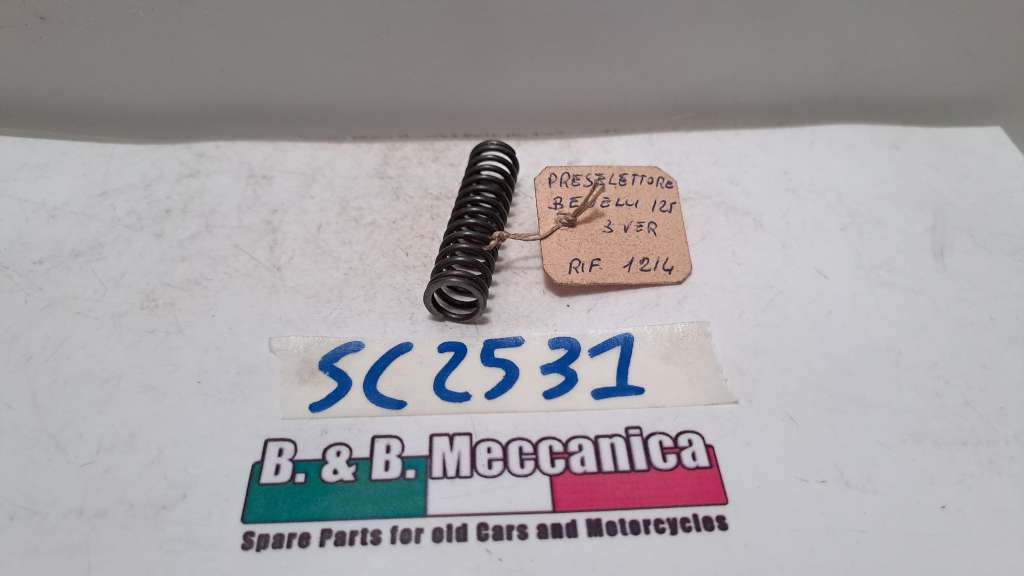 PRESELETTORE
BENELLI 125
3 VER
RIF 1214
SC2531
B. & B. Meccanica
Spare Parts for old Cars and Motorcycles